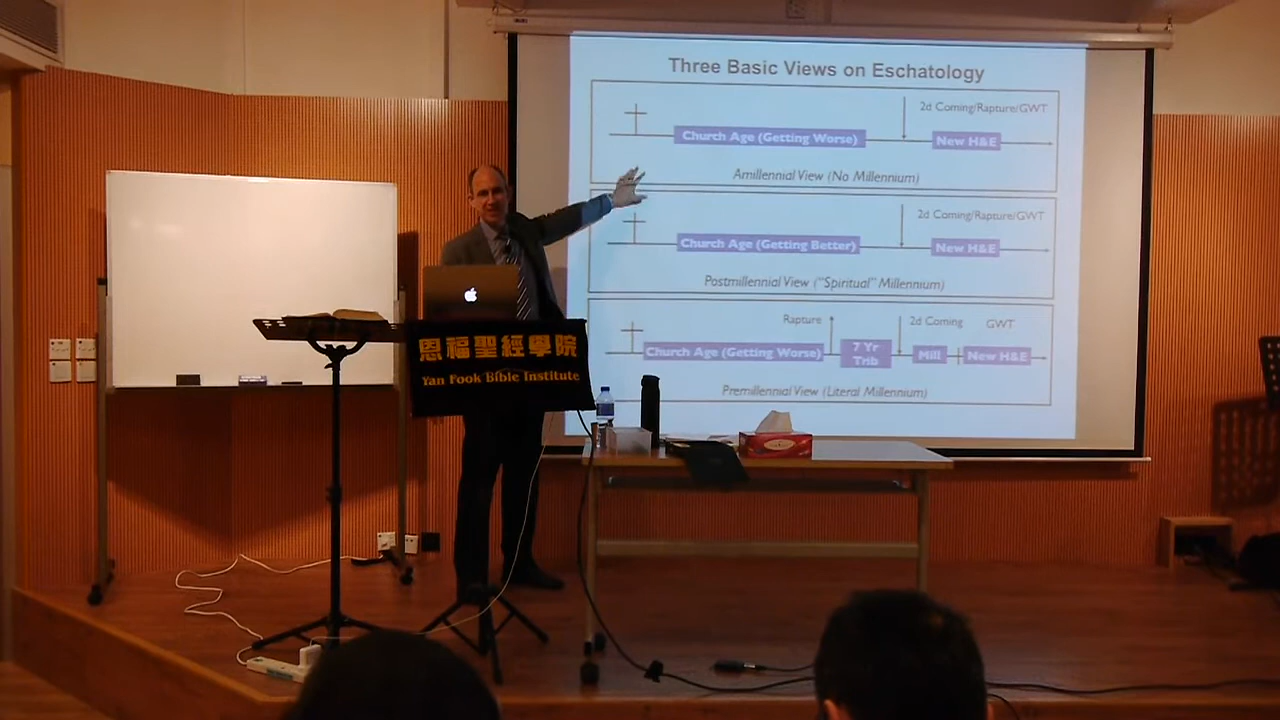 Three Basic Views on Eschatology
2d Coming/Rapture/GWT
Church Age (Getting Worse)
New H&E
Amillennial View (No Millennium)
2d Coming/Rapture/GWT
Church Age (Getting Better)
New H&E
Postmillennial View ("Spiritual" Millennium)
Rapture
2d Coming
GWT
Church Age (Getting Worse)
7 Yr
Trib
Mill
New H&E
Premillennial View (Literal Millennium)
恩福聖經學院
Yan Fook Bible Institute